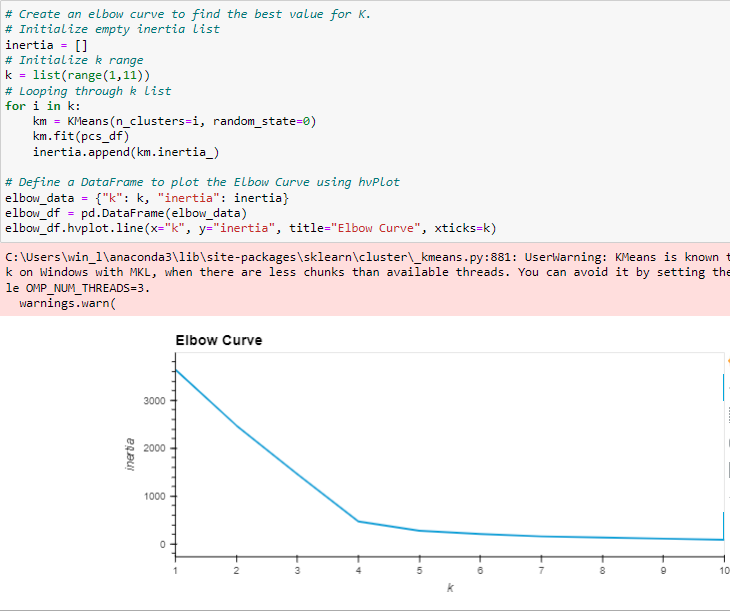 # Create an elbow curve to find the best value for K.
# Initialize empty inertia list
inertia = []
# Initialize k range
k = list(range(1,11))
# Looping through k list
for i in k:
    km = KMeans(n_clusters=i, random_state=0)
    km.fit(pcs_df)
    inertia.append(km.inertia_)
# Define a DataFrame to plot the Elbow Curve using hvPlot
elbow_data = {"k": k, "inertia": inertia}
elbow_df = pd.DataFrame(elbow_data)
elbow_df.hvplot.line(x="k", y="inertia", title="Elbow Curve", xticks=k)
C:\Users\win_l\anaconda3\lib\site-packages\sklearn\cluster\_kmeans.py:881: UserWarning: KMeans is known
k on Windows with MKL, when there are less chunks than available threads. You can avoid it by setting the
le OMP_NUM_THREADS=3.
  warnings.warn(
Elbow Curve
3000
2000
1000
0
inertia
1 2 3 4 5 6 7 8 9 10
k